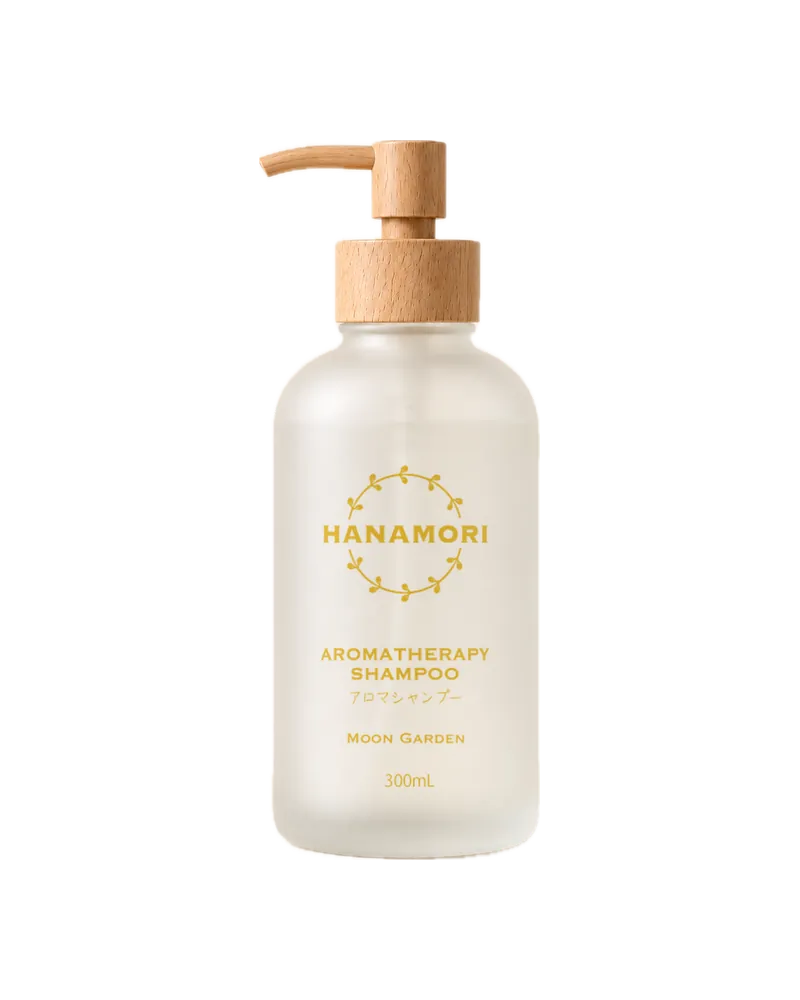 HANAMORI
AROMATHERAPY
SHAMPOO
アロマシャンプー
MOON GARDEN
300mL